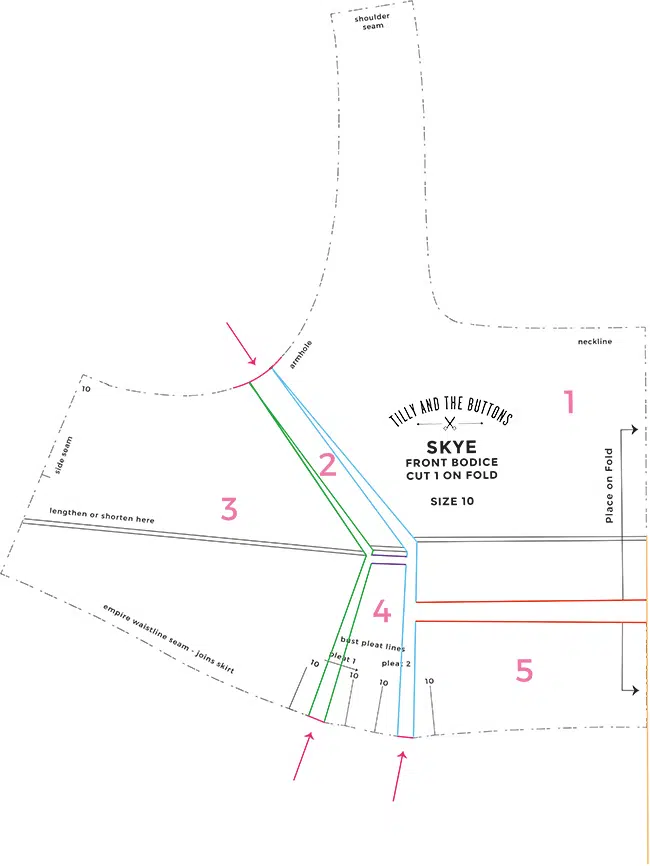 shoulder
seam
neckline
armhole
1
10
TILLY AND THE BUTTONS
SKYE
FRONT BODICE
CUT 1 ON FOLD
SIZE 10
Place on Fold
side seam
2
3
lengthen or shorten here
empire waistline seam - joins skirt
4
bust pleat lines
pleat 1
pleat 2
10
10
10
10
5